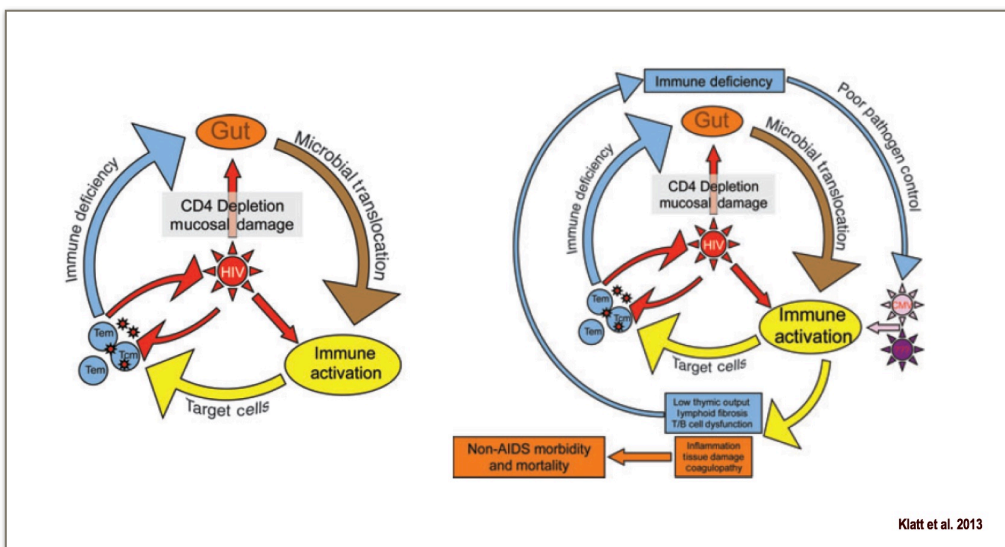 Gut
Microbial translocation
Immune deficiency
CD4 Depletion
mucosal damage
HIV
Tem
Tcm
Tem
Immune
activation
Target cells
Immune deficiency
Poor pathogen control
Gut
Microbial translocation
Immune deficiency
CD4 Depletion
mucosal damage
HIV
Tem
Tcm
Tem
Immune
activation
CMV
Target cells
Low thymic output
lymphoid fibrosis
T/B cell dysfunction
Non-AIDS morbidity
and mortality
Inflammation
tissue damage
coagulopathy
Klatt et al. 2013